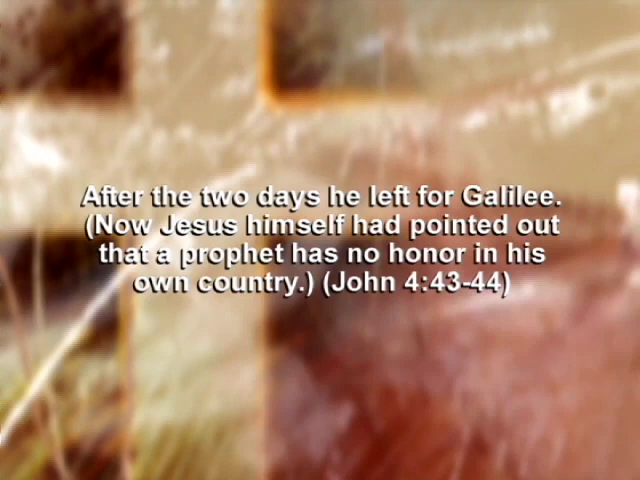 After the two days he left for Galilee.
(Now Jesus himself had pointed out
that a prophet has no honor in his
own country.) (John 4:43-44)